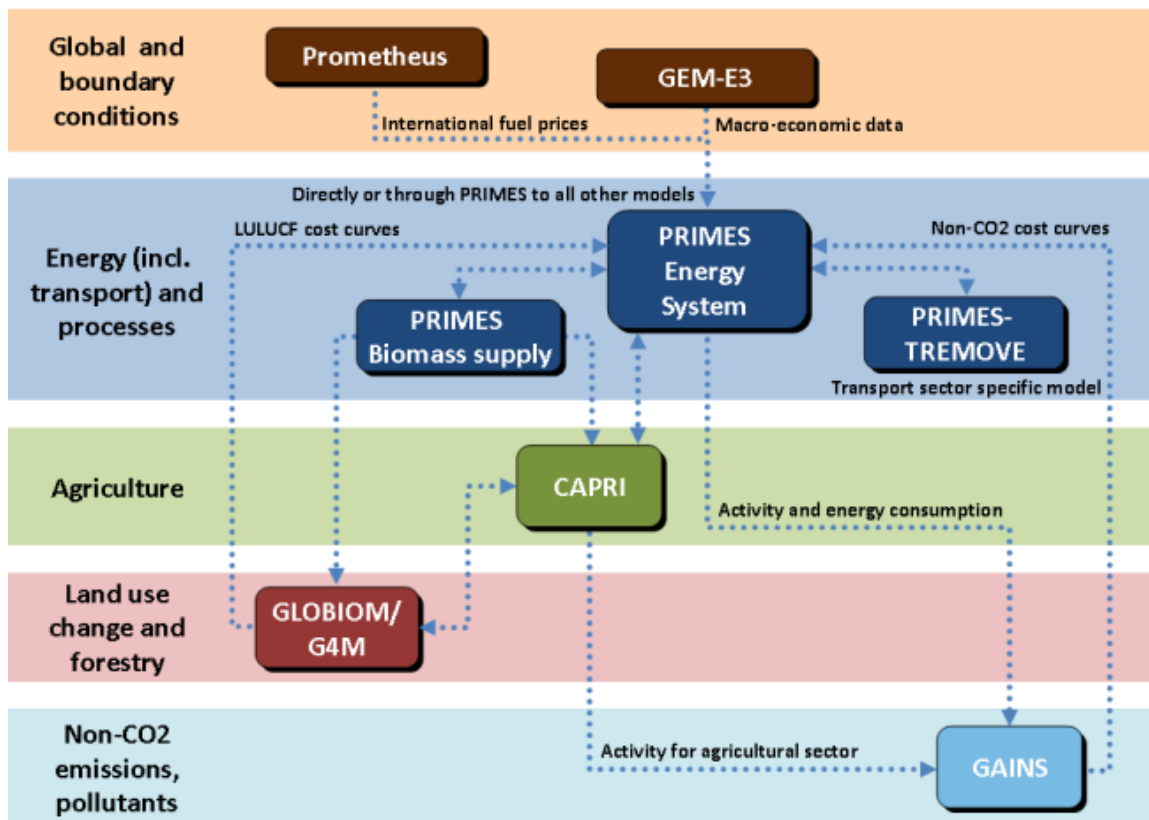 Global and
boundary
conditions
Prometheus
GEM-E3
International fuel prices
Macro-economic data
Energy (incl.
transport) and
processes
Directly or through PRIMES to all other models
LULUCF cost curves
Non-CO2 cost curves
PRIMES
Energy
System
PRIMES
Biomass supply
PRIMES-
TREMOVE
Transport sector specific model
Agriculture
CAPRI
Activity and energy consumption
Land use
change and
forestry
GLOBIOM/
G4M
Non-CO2
emissions,
pollutants
Activity for agricultural sector
GAINS